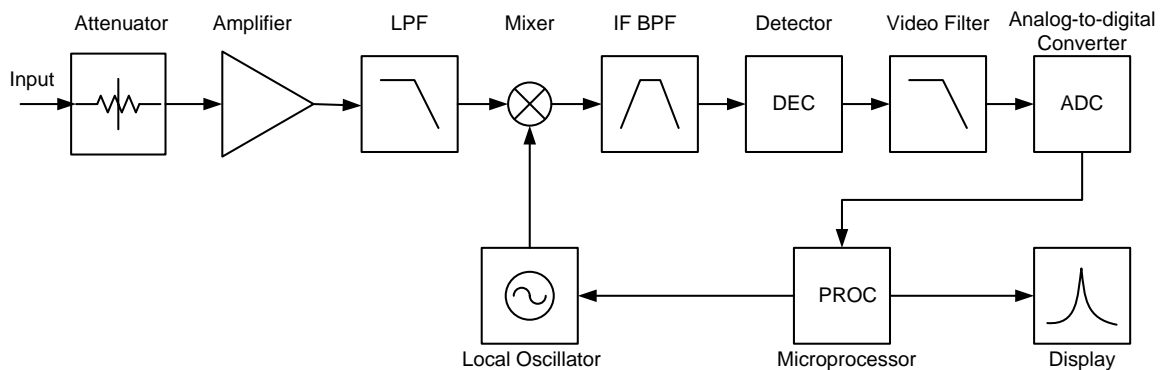 Attenuator
Amplifier
LPF
Mixer
IF BPF
Detector
Video Filter
Analog-to-digital
Converter
Input
DEC
ADC
PROC
Local Oscillator
Microprocessor
Display